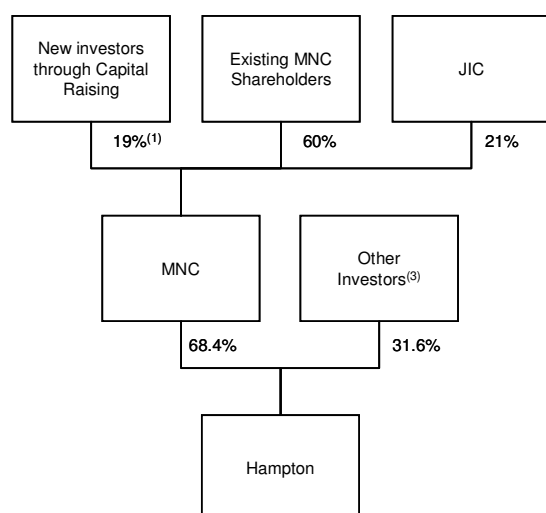 New investors
through Capital
Raising
Existing MNC
Shareholders
JIC
19%(1)
60%
21%
MNC
Other
Investors(3)
68.4%
31.6%
Hampton